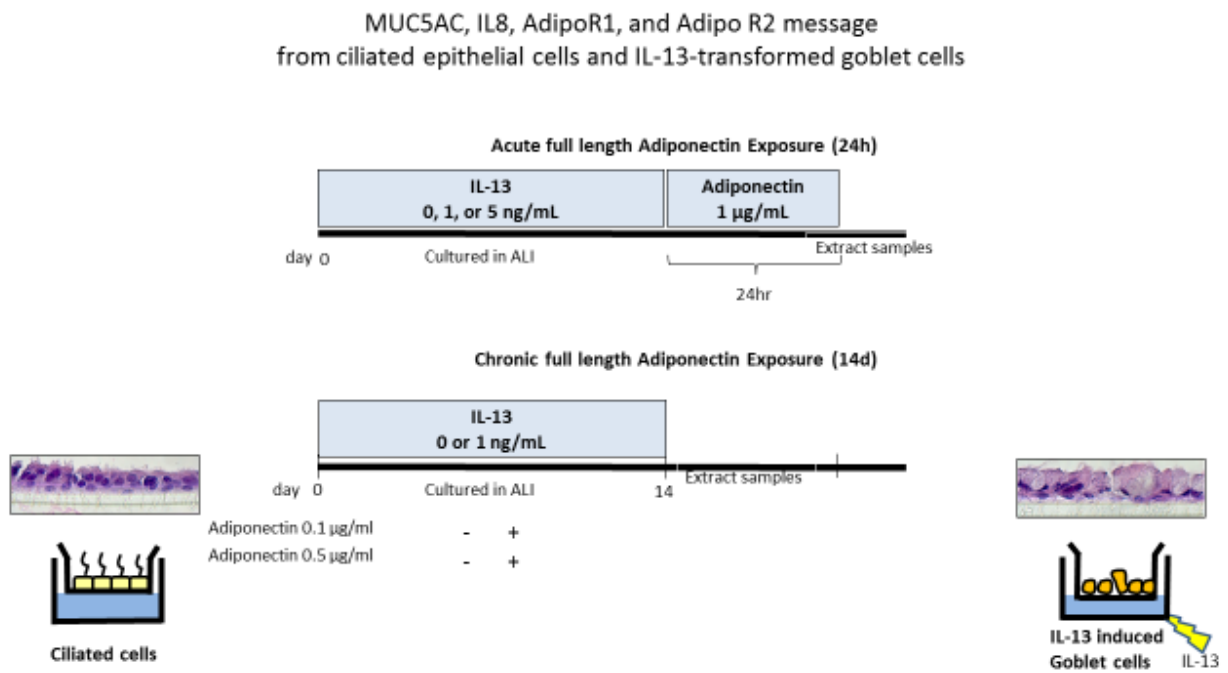 MUC5AC, IL8, AdipoR1, and Adipo R2 message
from ciliated epithelial cells and IL-13-transformed goblet cells
Acute full length Adiponectin Exposure (24h)
IL-13
0, 1, or 5 ng/mL
Adiponectin
1 µg/mL
day 0
Cultured in ALI
Extract samples
24hr
Chronic full length Adiponectin Exposure (14d)
IL-13
0 or 1 ng/mL
day 0
Cultured in ALI
14
Extract samples
Adiponectin 0.1 µg/ml - +
Adiponectin 0.5 µg/ml - +
Ciliated cells
IL-13 induced
Goblet cells
IL-13